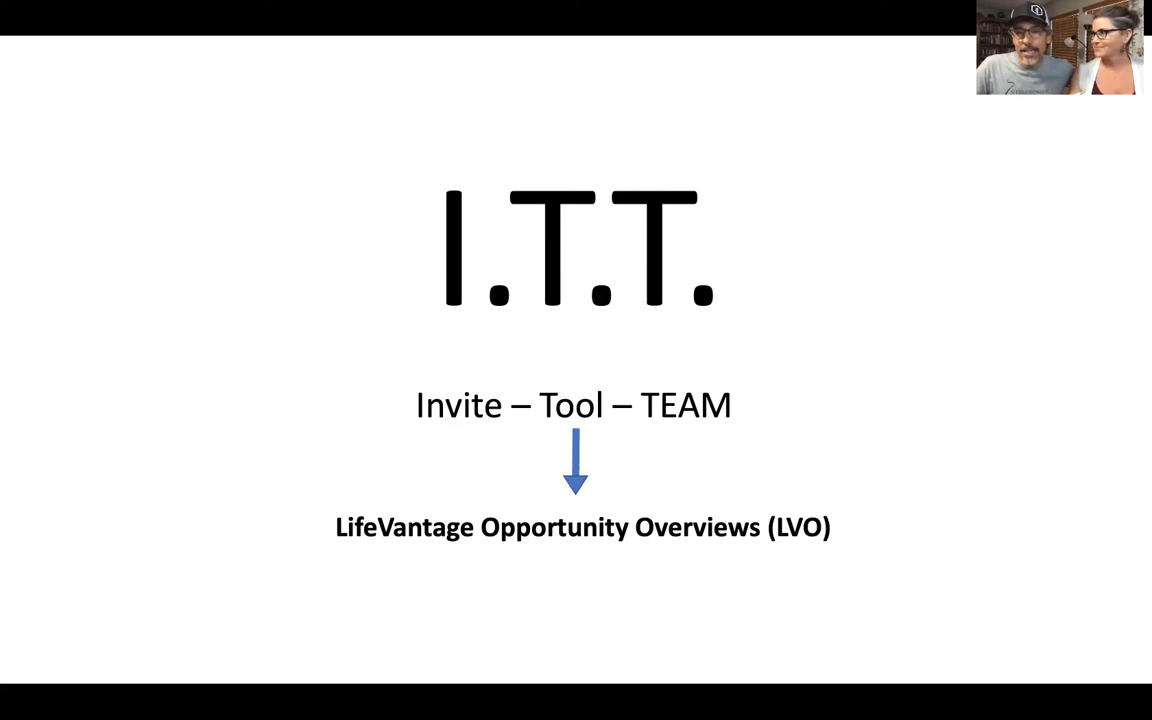 I.T.T.
Invite – Tool – TEAM
LifeVantage Opportunity Overviews (LVO)